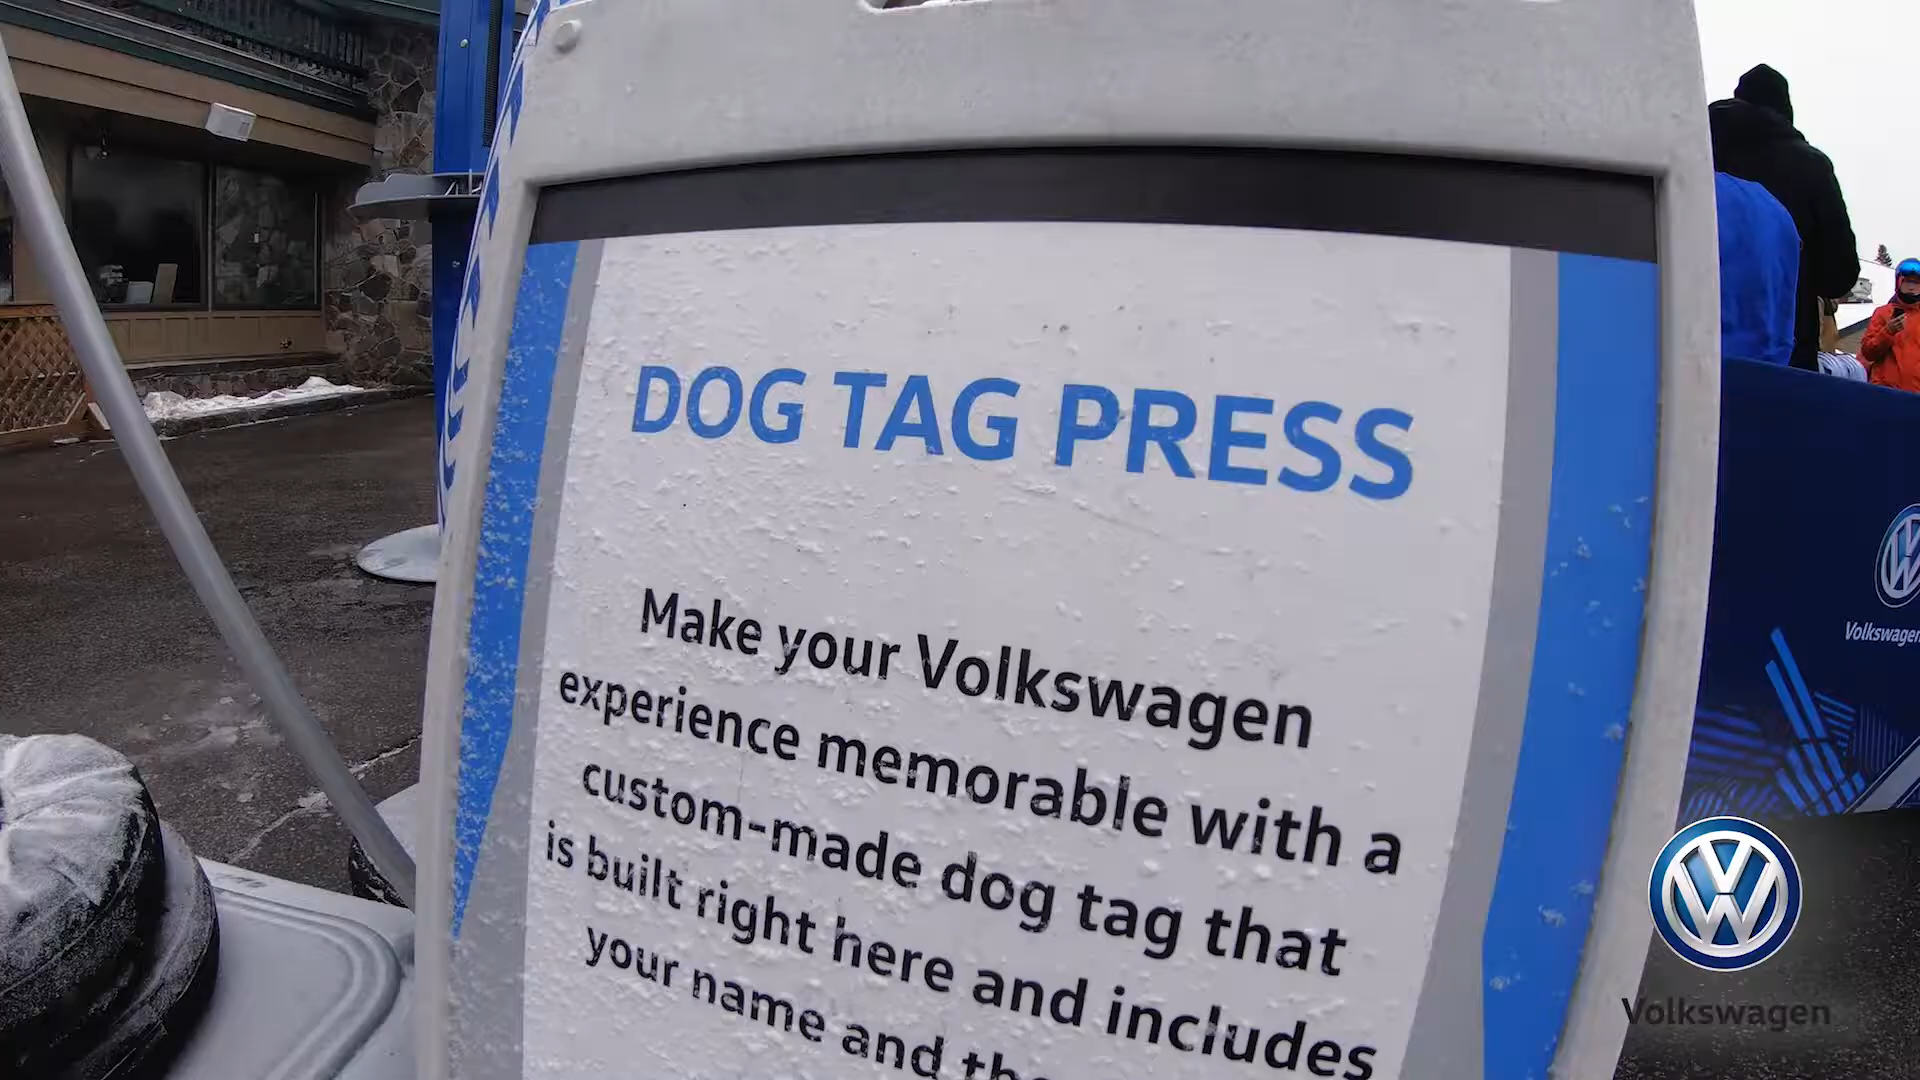 DOG TAG PRESS
Make your Volkswagen
experience memorable with a
custom-made dog tag that
is built right here and includes
your name and
Volkswagen
Volkswagen